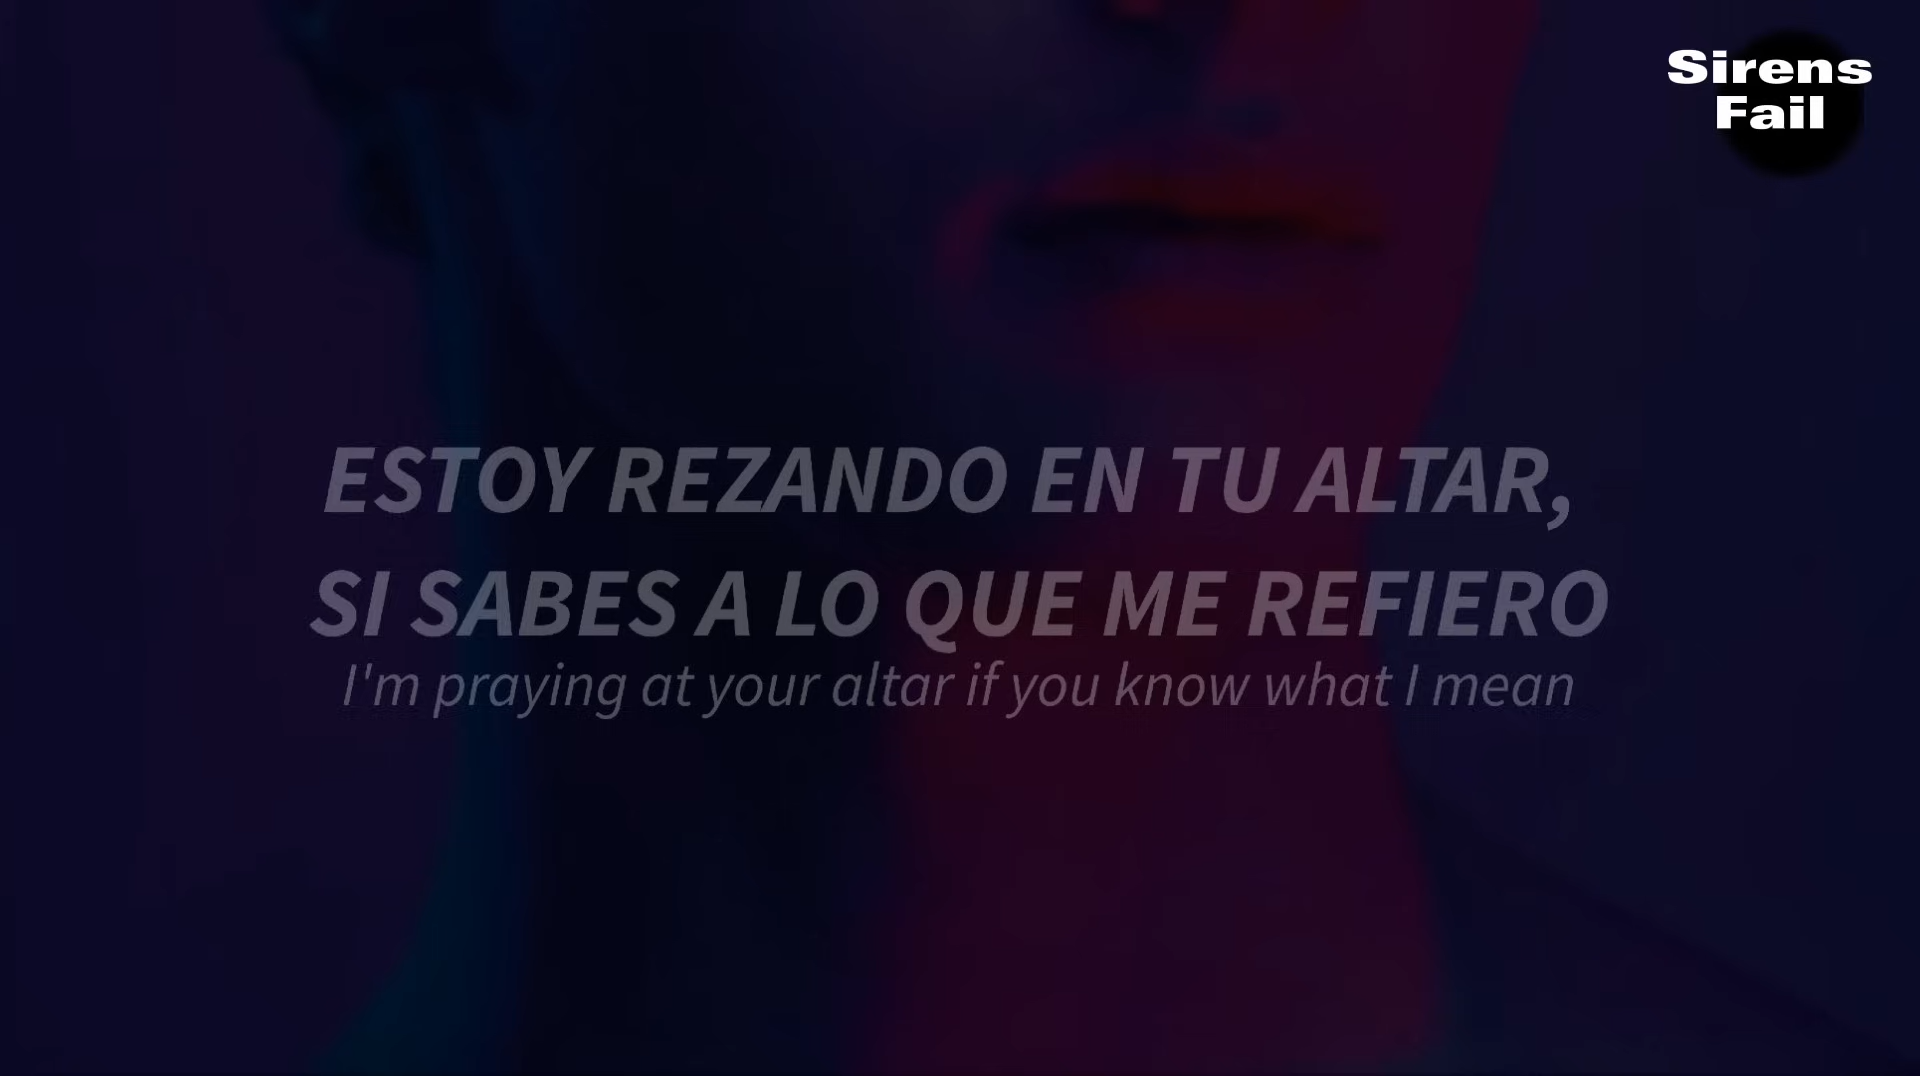 Sirens
Fail
ESTOY REZANDO EN TU ALTAR,
SI SABES A LO QUE ME REFIERO
I'm praying at your altar if you know what I mean